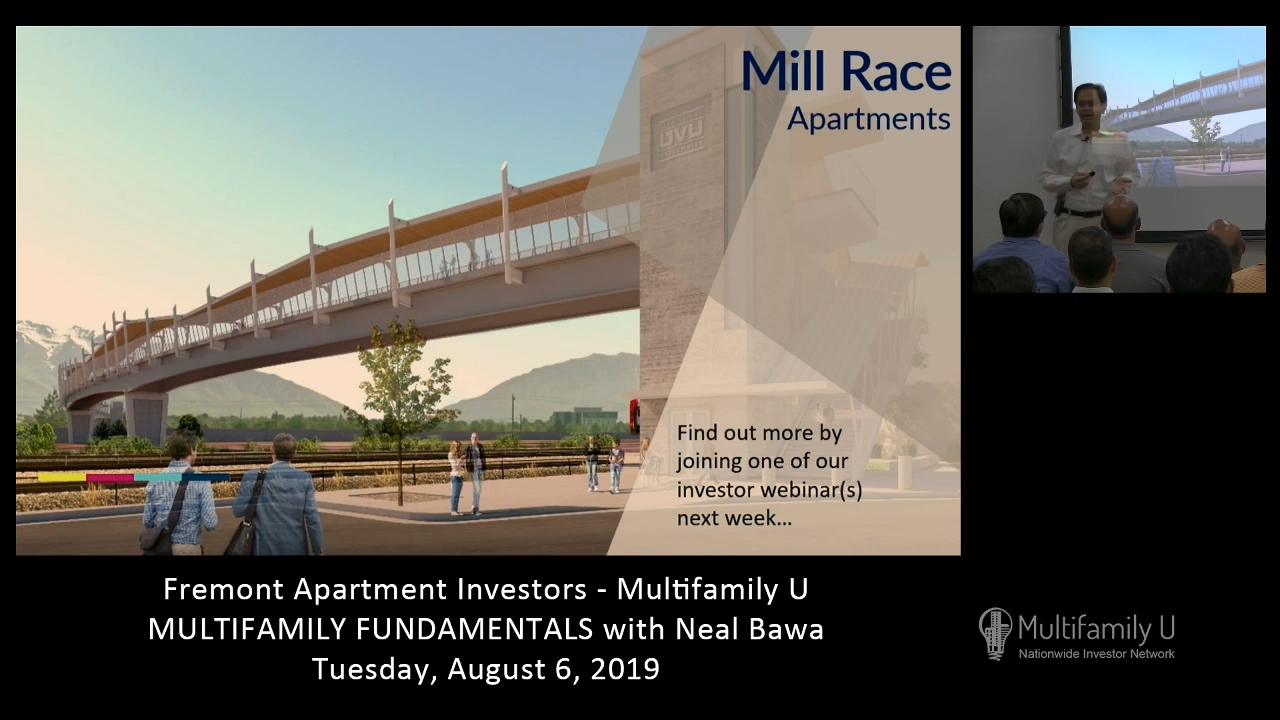 Mill Race
Apartments
UVU
Find out more by
joining one of our
investor webinar(s)
next week...
Fremont Apartment Investors - Multifamily U
MULTIFAMILY FUNDAMENTALS with Neal Bawa
Tuesday, August 6, 2019
Multifamily U
Nationwide Investor Network